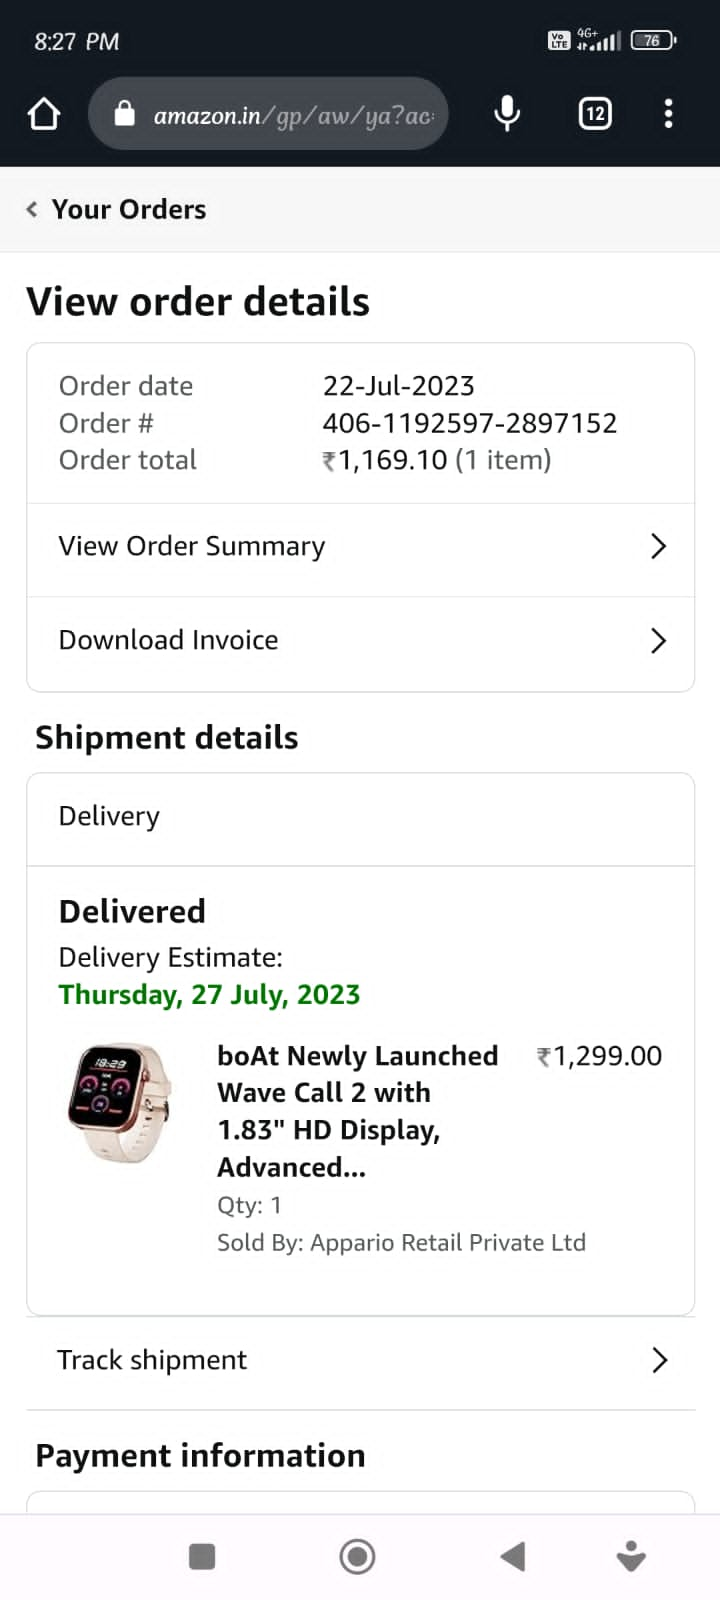 8:27 PM
Vo LTE 4G+ 76
amazon.in/gp/aw/ya?ac
12
Your Orders
View order details
Order date 22-Jul-2023
Order # 406-1192597-2897152
Order total ₹1,169.10 (1 item)
View Order Summary
Download Invoice
Shipment details
Delivery
Delivered
Delivery Estimate:
Thursday, 27 July, 2023
18:29
boAt Newly Launched ₹1,299.00
Wave Call 2 with
1.83" HD Display,
Advanced...
Qty: 1
Sold By: Appario Retail Private Ltd
Track shipment
Payment information